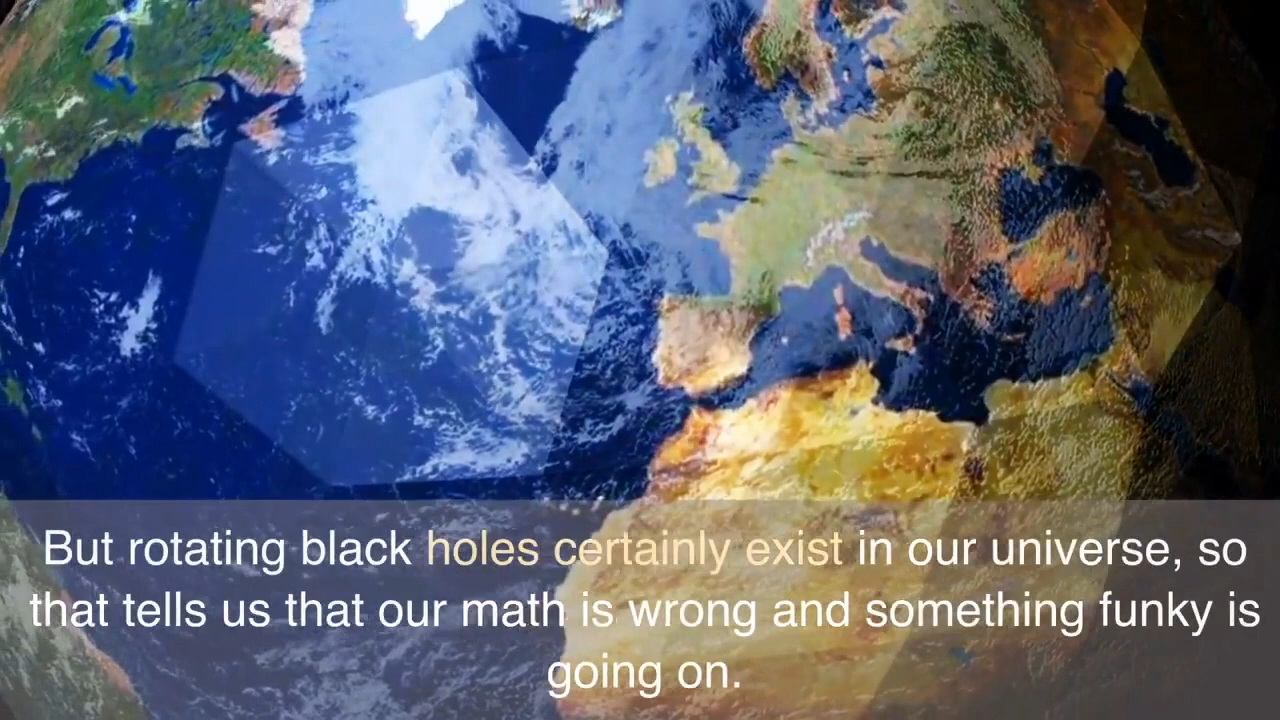 But rotating black holes certainly exist in our universe, so
that tells us that our math is wrong and something funky is
going on.